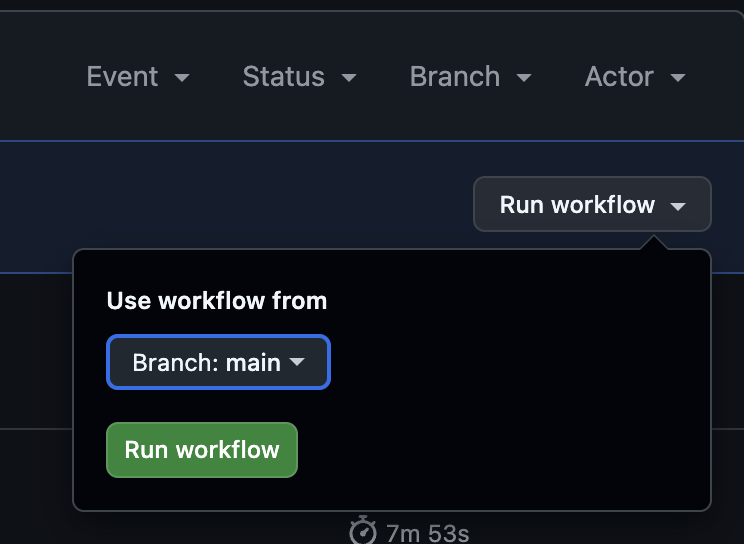 Event Status Branch Actor
Run workflow
Use workflow from
Branch: main
Run workflow
7m 53s